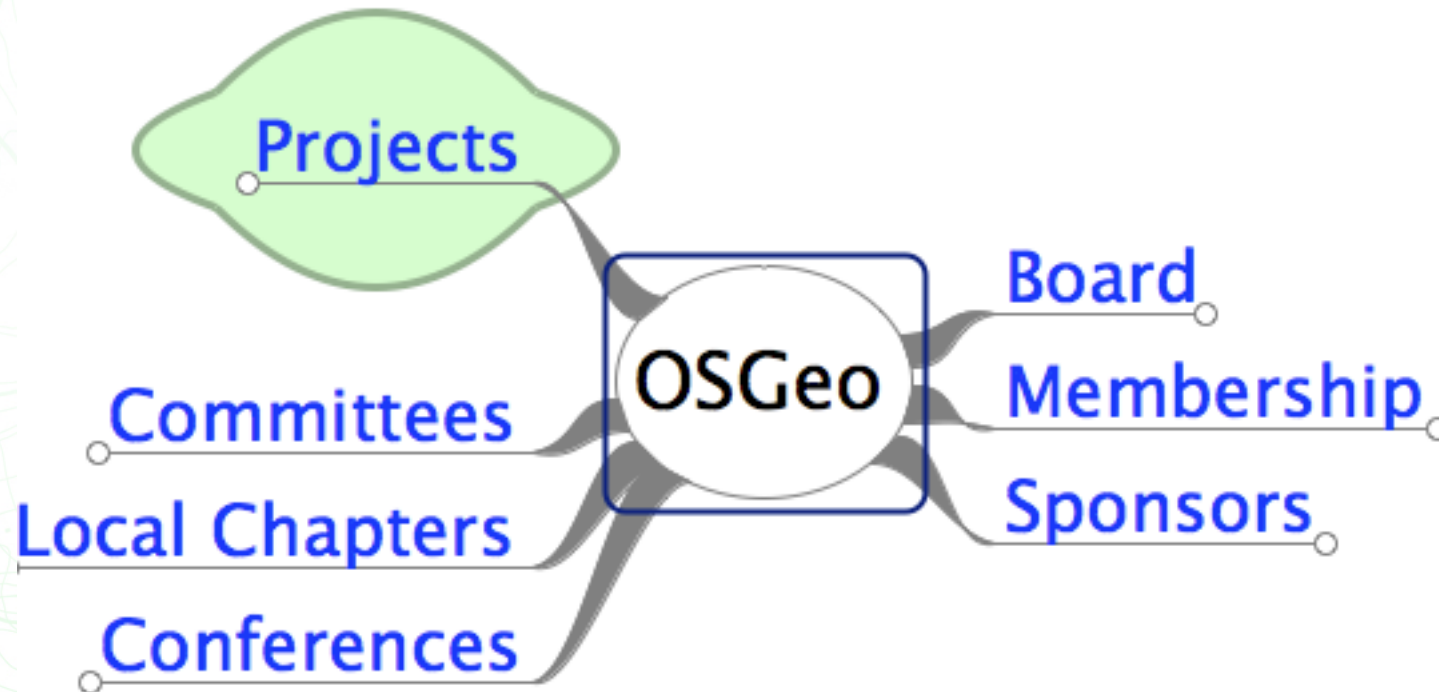 Projects
Committees
Local Chapters
Conferences
OSGeo
Board
Membership
Sponsors